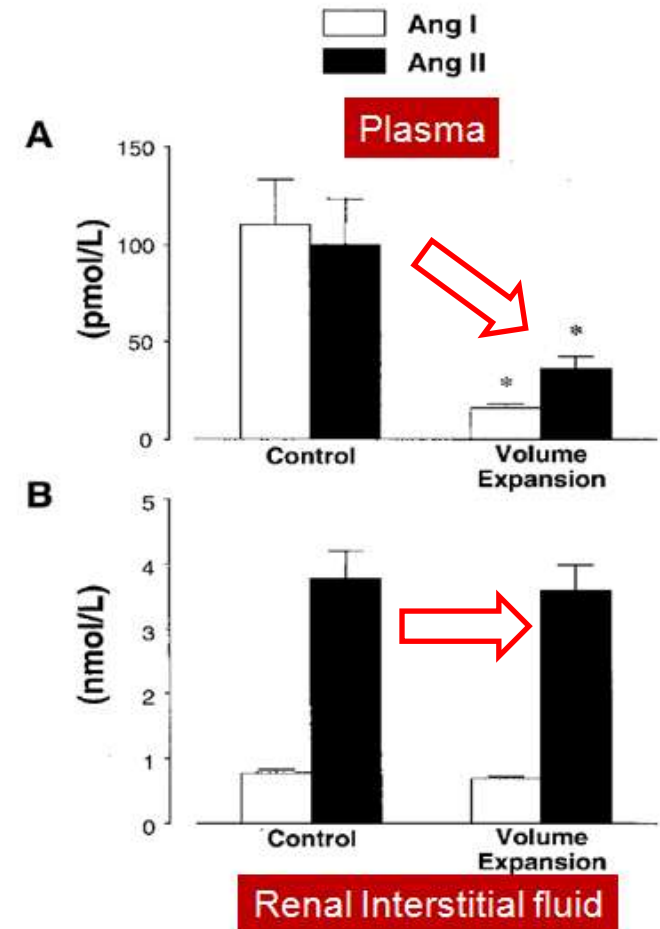 Ang I
Ang II
A
Plasma
150
100
50
0
(pmol/L)
*
*
Control
Volume
Expansion
B
5
4
3
2
1
0
(nmol/L)
Control
Volume
Expansion
Renal Interstitial fluid